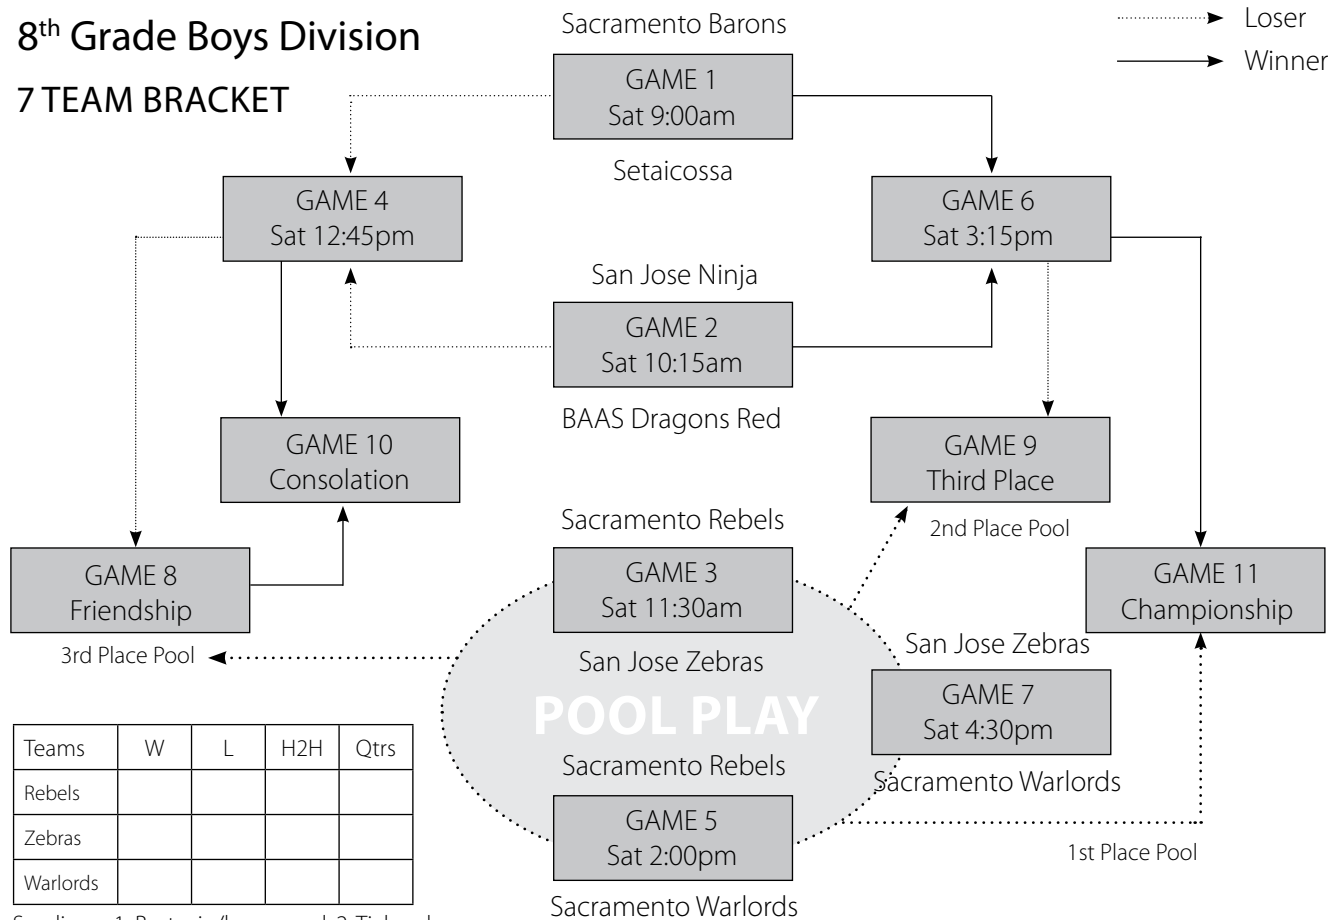 8th Grade Boys Division
7 TEAM BRACKET
Loser
Winner
Sacramento Barons
GAME 1
Sat 9:00am
Setaicossa
GAME 4
Sat 12:45pm
GAME 6
Sat 3:15pm
San Jose Ninja
GAME 2
Sat 10:15am
BAAS Dragons Red
GAME 10
Consolation
GAME 9
Third Place
2nd Place Pool
Sacramento Rebels
GAME 3
Sat 11:30am
San Jose Zebras
GAME 8
Friendship
3rd Place Pool
GAME 11
Championship
San Jose Zebras
GAME 7
Sat 4:30pm
Sacramento Warlords
POOL PLAY
Sacramento Rebels
GAME 5
Sat 2:00pm
Sacramento Warlords
1st Place Pool
Teams W L H2H Qtrs
Rebels
Zebras
Warlords